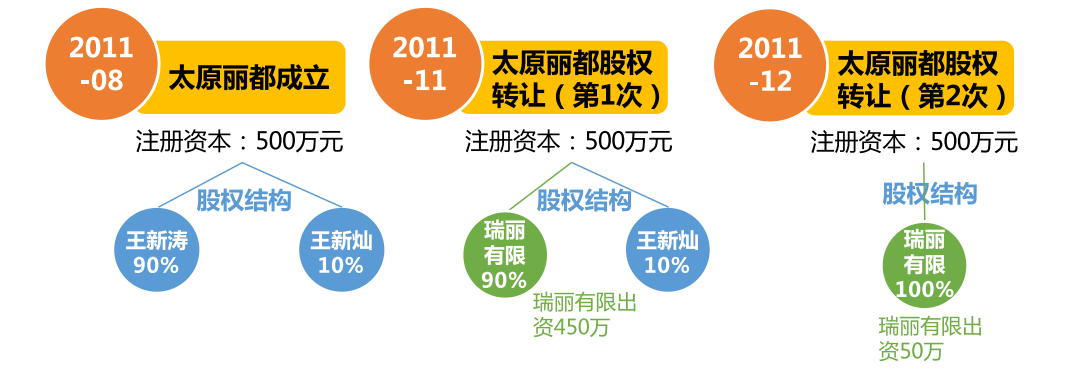 2011
-08
太原丽都成立
注册资本：500万元
股权结构
王新涛
90%
王新灿
10%
2011
-11
太原丽都股权
转让（第1次）
注册资本：500万元
股权结构
瑞丽
有限
90%
王新灿
10%
瑞丽有限出
资450万
2011
-12
太原丽都股权
转让（第2次）
注册资本：500万元
股权结构
瑞丽
有限
100%
瑞丽有限出
资50万